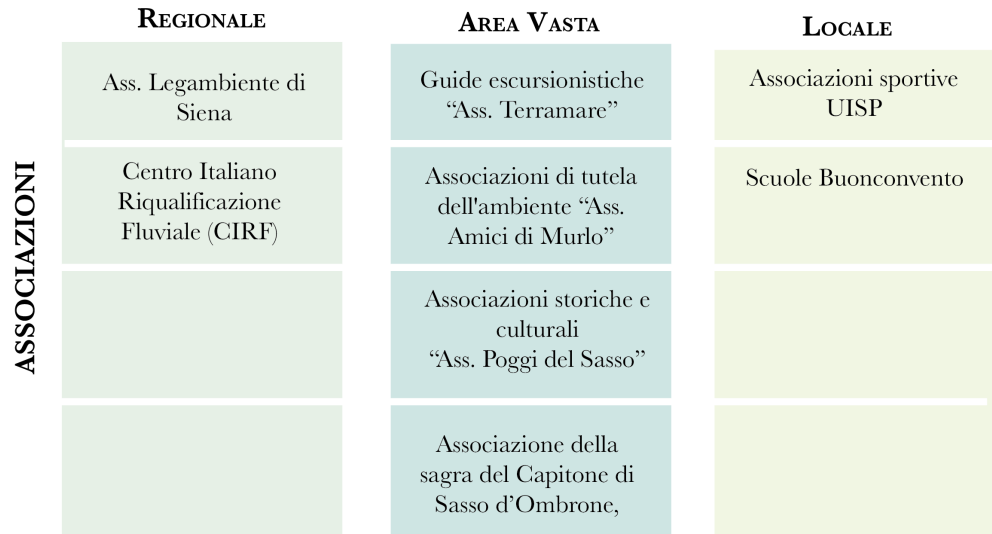 REGIONALE
AREA VASTA
LOCALE
ASSOCIAZIONI
Ass. Legambiente di
Siena
Guide escursionistiche
“Ass. Terramare”
Associazioni sportive
UISP
Centro Italiano
Riqualificazione
Fluviale (CIRF)
Associazioni di tutela
dell'ambiente “Ass.
Amici di Murlo”
Scuole Buonconvento
Associazioni storiche e
culturali
“Ass. Poggi del Sasso”
Associazione della
sagra del Capitone di
Sasso d’Ombrone,